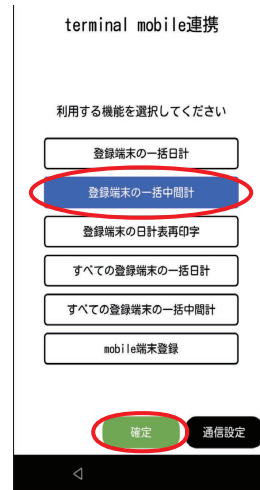 terminal mobile連携
利用する機能を選択してください
登録端末の一括日計
登録端末の一括中間計
登録端末の日計表再印字
すべての登録端末の一括日計
すべての登録端末の一括中間計
mobile端末登録
確定
通信設定